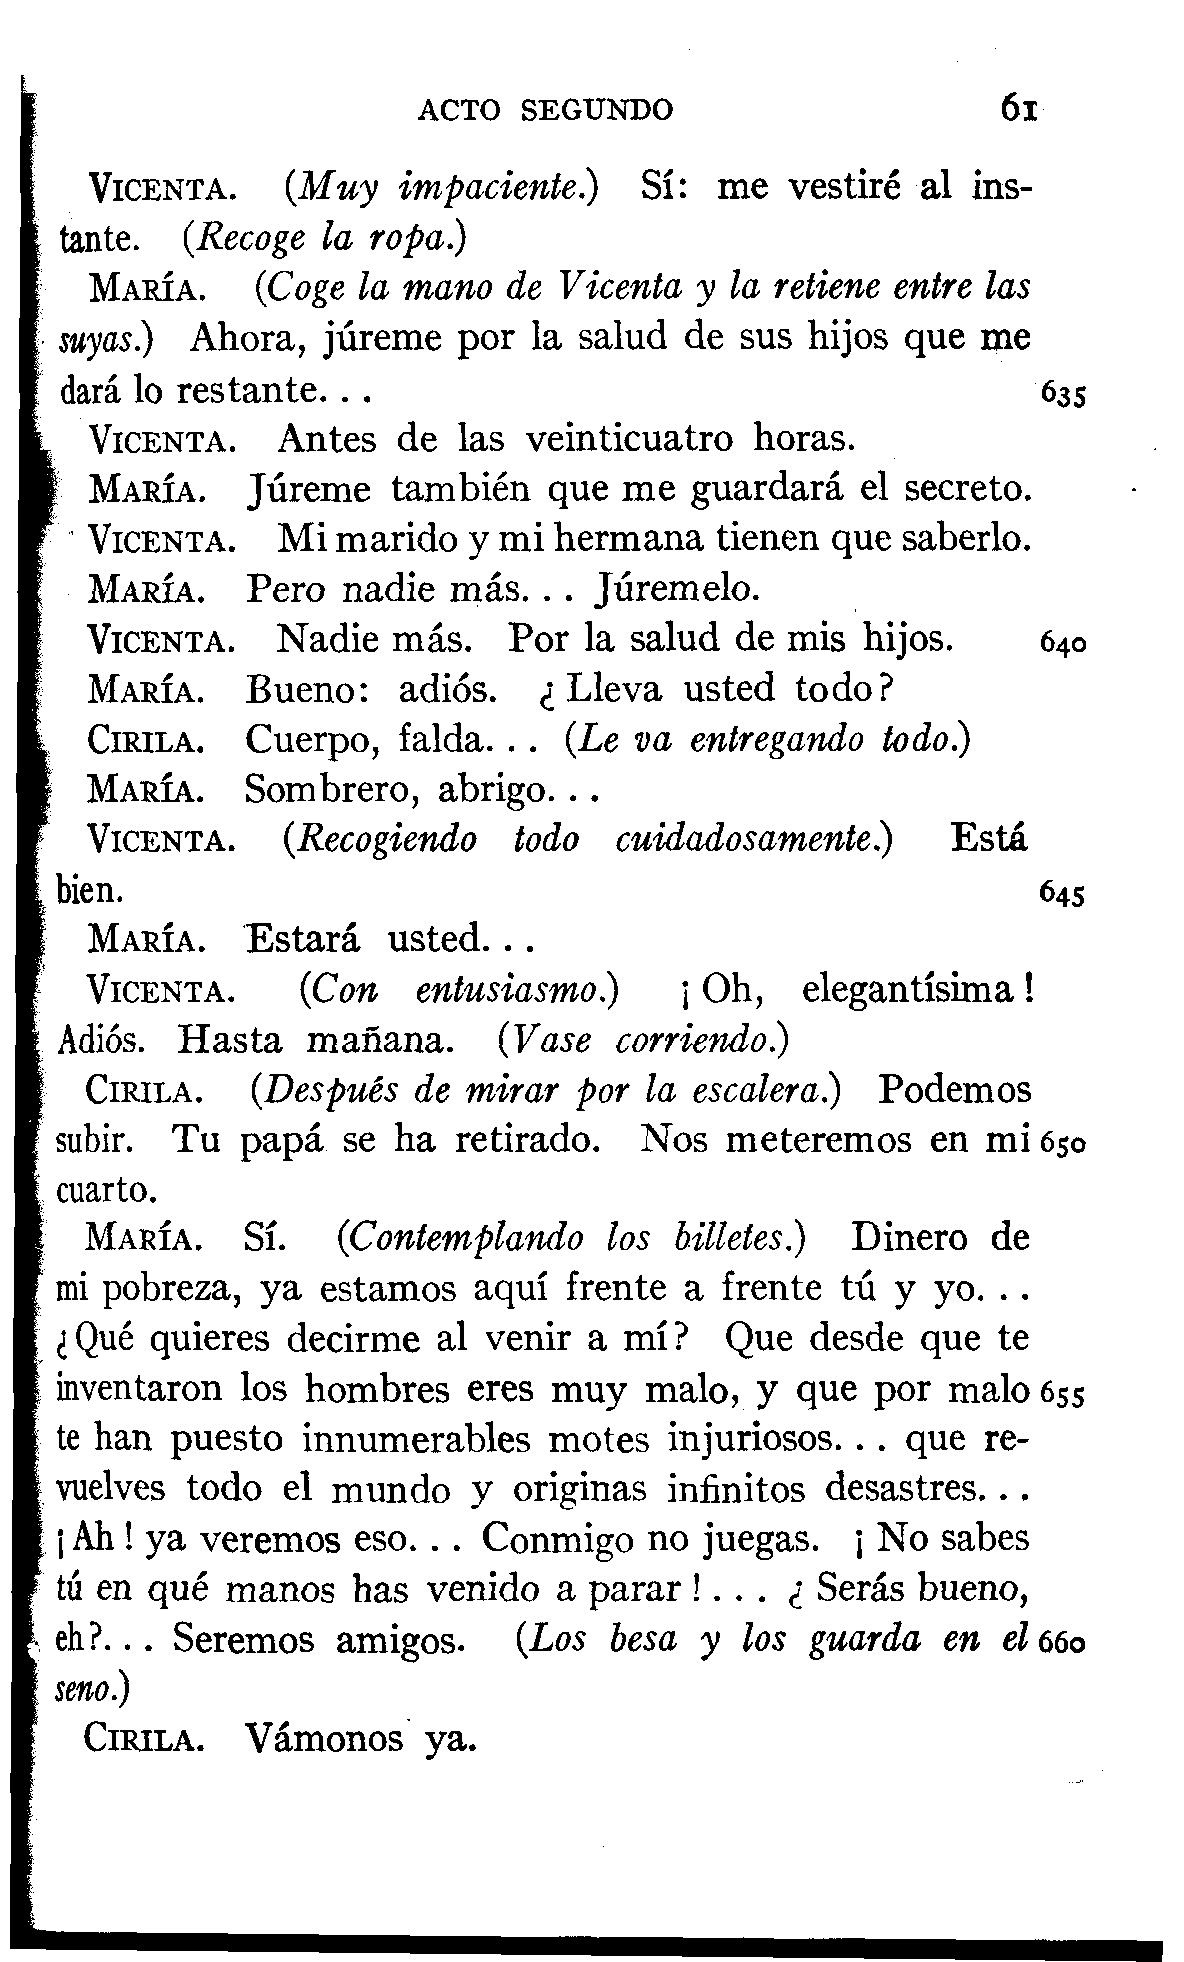 ACTO SEGUNDO 61
VICENTA. (Muy impaciente.) Sí: me vestiré al ins-
tante. (Recoge la ropa.)
MARÍA. (Coge la mano de Vicenta y la retiene entre las
suyas.) Ahora, júreme por la salud de sus hijos que me
dará lo restante. . . 635
VICENTA. Antes de las veinticuatro horas.
MARÍA. Júreme también que me guardará el secreto.
VICENTA. Mi marido y mi hermana tienen que saberlo.
MARÍA. Pero nadie más. . . Júremelo.
VICENTA. Nadie más. Por la salud de mis hijos. 640
MARÍA. Bueno: adiós. ¿ Lleva usted todo?
CIRILA. Cuerpo, falda. . . (Le va entregando todo.)
MARÍA. Sombrero, abrigo. . .
VICENTA. (Recogiendo todo cuidadosamente.) Está
bien. 645
MARÍA. Estará usted. . .
VICENTA. (Con entusiasmo.) ¡ Oh, elegantísima !
Adiós. Hasta mañana. (Vase corriendo.)
CIRILA. (Después de mirar por la escalera.) Podemos
subir. Tu papá se ha retirado. Nos meteremos en mi 650
cuarto.
MARÍA. Sí. (Contemplando los billetes.) Dinero de
mi pobreza, ya estamos aquí frente a frente tú y yo. . .
¿Qué quieres decirme al venir a mí? Que desde que te
inventaron los hombres eres muy malo, y que por malo 655
te han puesto innumerables motes injuriosos. . . que re-
vuelves todo el mundo y originas infinitos desastres. . .
¡ Ah ! ya veremos eso. . . Conmigo no juegas. ¡ No sabes
tú en qué manos has venido a parar ! . . . ¿ Serás bueno,
eh?. . . Seremos amigos. (Los besa y los guarda en el 660
seno.)
CIRILA. Vámonos ya.